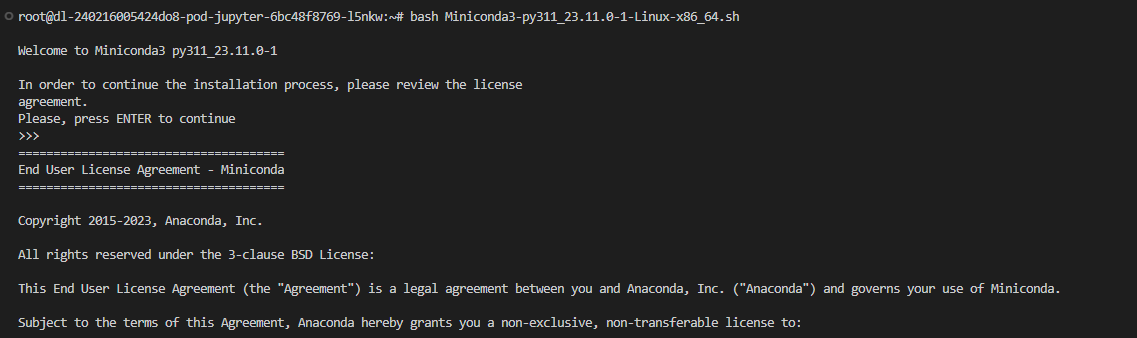 root@dl-240216005424do8-pod-jupyter-6bc48f8769-l5nkw:~# bash Miniconda3-py311_23.11.0-1-Linux-x86_64.sh
Welcome to Miniconda3 py311_23.11.0-1
In order to continue the installation process, please review the license
agreement.
Please, press ENTER to continue
>>>
======================================
End User License Agreement - Miniconda
======================================
Copyright 2015-2023, Anaconda, Inc.
All rights reserved under the 3-clause BSD License:
This End User License Agreement (the "Agreement") is a legal agreement between you and Anaconda, Inc. ("Anaconda") and governs your use of Miniconda.
Subject to the terms of this Agreement, Anaconda hereby grants you a non-exclusive, non-transferable license to: